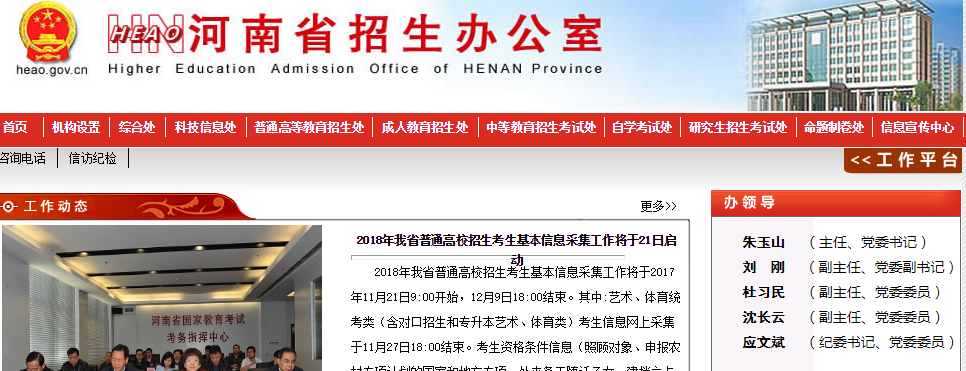 HEAO 河南省招生办公室
heao.gov.cn
Higher Education Admission Office of HENAN Province
首页 机构设置 综合处 科技信息处 普通高等教育招生处 成人教育招生处 中等教育招生考试处 自学考试处 研究生招生考试处 命题制卷处 信息宣传中心
咨询电话 信访纪检
<< 工作平台
工作动态
更多>>
河南省国家教育考试
考务指挥中心
2018年我省普通高校招生考生基本信息采集工作将于21日启
动
2018年我省普通高校招生考生基本信息采集工作将于2017
年11月21日9:00开始，12月9日18:00结束。其中:艺术、体育统
考类（含对口招生和专升本艺术、体育类）考生信息网上采集
于11月27日18:00结束。考生资格条件信息（照顾对象、申报农
办领导
朱玉山 （主任、党委书记）
刘 刚 （副主任、党委副书记）
杜习民 （副主任、党委委员）
沈长云 （副主任、党委委员）
应文斌 （纪委书记、党委委员）